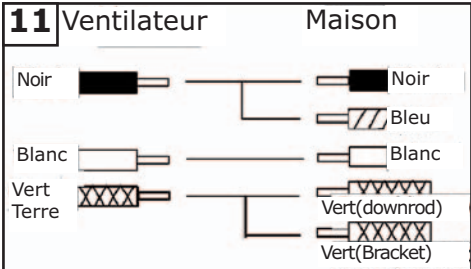 11 Ventilateur Maison
Noir Noir
Bleu
Blanc Blanc
Vert
Terre
Vert(downrod)
Vert(Bracket)